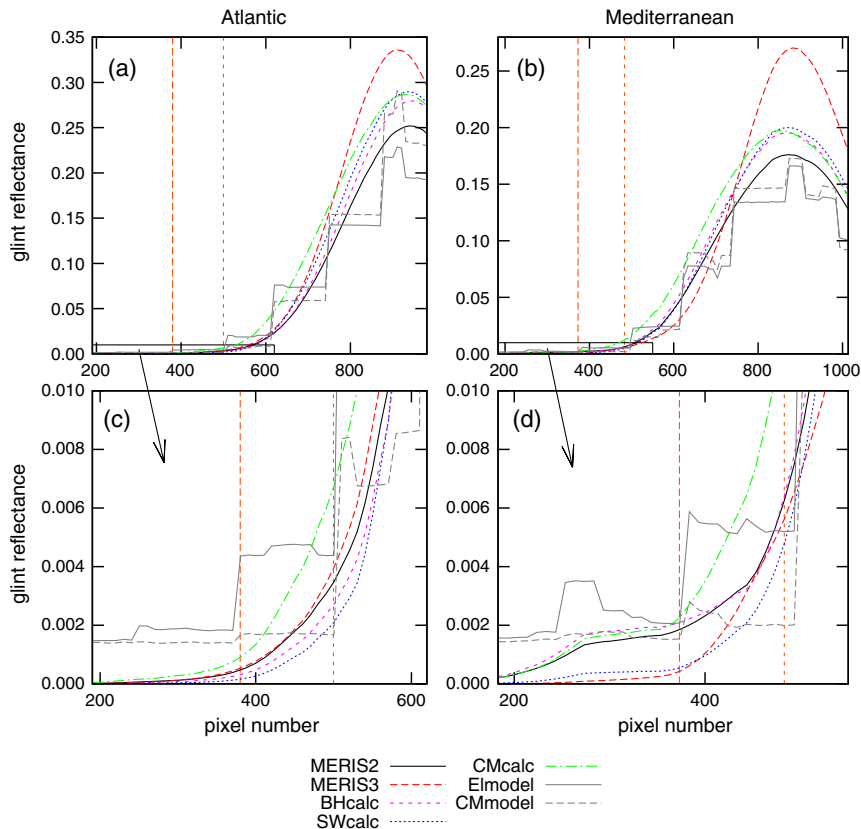 Atlantic
Mediterranean
0.35
0.30
0.25
0.20
0.15
0.10
0.05
0.00
glint reflectance
(a)
200 400 600 800
0.25
0.20
0.15
0.10
0.05
0.00
(b)
200 400 600 800 1000
0.010
0.008
0.006
0.004
0.002
0.000
glint reflectance
(c)
200 400 600
pixel number
0.010
0.008
0.006
0.004
0.002
0.000
(d)
200 400
pixel number
MERIS2
MERIS3
BHcalc
SWcalc
CMcalc
Elmodel
CMmodel